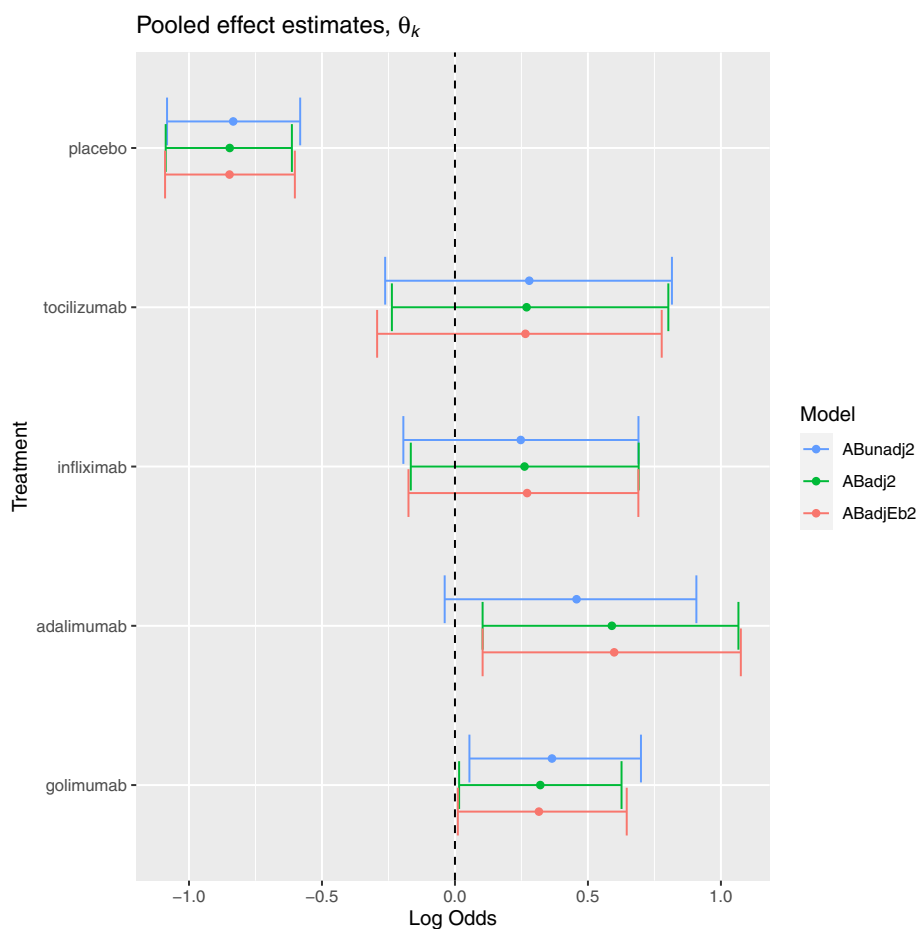 Pooled effect estimates, θk
placebo
tocilizumab
infliximab
adalimumab
golimumab
Treatment
−1.0 −0.5 0.0 0.5 1.0
Log Odds
Model
ABunadj2
ABadj2
ABadjEb2